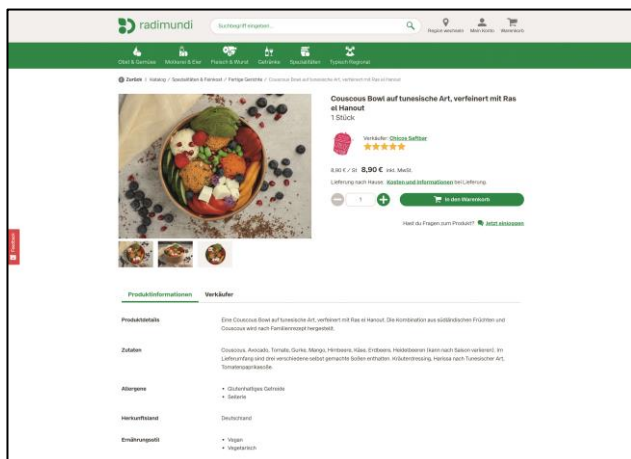 radimundi
Suchbegriff eingeben...
Region wechseln
Mein Konto
Warenkorb
Obst & Gemüse
Molkerei & Eier
Fleisch & Wurst
Getränke
Spezialitäten
Typisch Regional
Zurück / Katalog / Spezialitäten & Feinkost / Fertige Gerichte / Couscous Bowl auf tunesische Art, verfeinert mit Ras el Hanout
Couscous Bowl auf tunesische Art, verfeinert mit Ras
el Hanout
1 Stück
Verkäufer: Chicos Saftbar
8,90 € / St 8,90 € inkl. MwSt.
Lieferung nach Hause. Kosten und Informationen bei Lieferung.
1
In den Warenkorb
Hast du Fragen zum Produkt? Jetzt einloggen
Feedback
Produktinformationen
Verkäufer
Produktdetails
Eine Couscous Bowl auf tunesische Art, verfeinert mit Ras el Hanout. Die Kombination aus südländischen Früchten und
Couscous wird nach Familienrezept hergestellt.
Zutaten
Couscous, Avocado, Tomate, Gurke, Mango, Himbeere, Käse, Erdbeere, Heidelbeeren (kann nach Saison variieren). Im
Lieferumfang sind drei verschiedene selbst gemachte Soßen enthalten. Kräuterdressing, Harissa nach Tunesischer Art,
Tomatenpaprikasoße.
Allergene
• Glutenhaltiges Getreide
• Sellerie
Herkunftsland
Deutschland
Ernährungsstil
• Vegan
• Vegetarisch